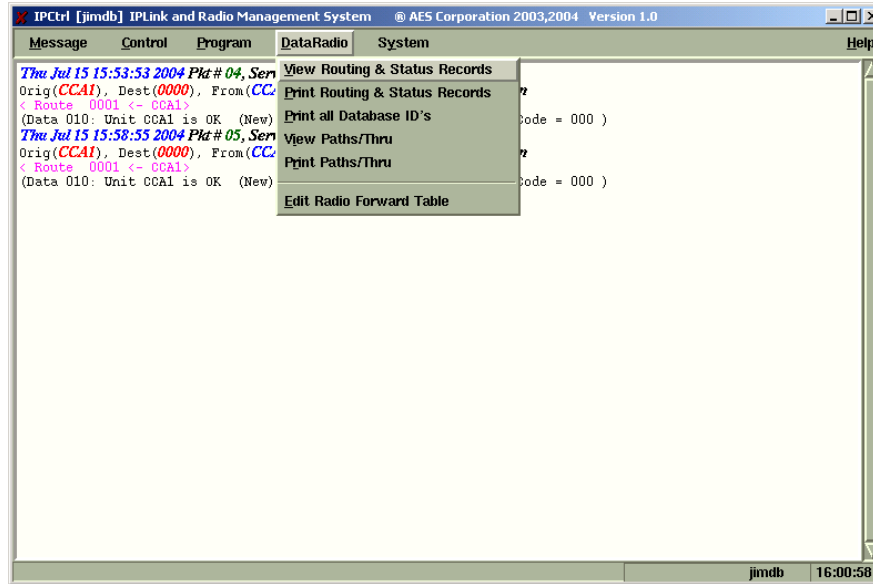 IPCtrl [jimdb] IPLink and Radio Management System ® AES Corporation 2003,2004 Version 1.0
Message Control Program DataRadio System Help
Thu Jul 15 15:53:53 2004 Pkt # 04, Ser
Orig(CCA1), Dest(0000), From(CC
< Route 0001 <- CCA1>
(Data 010: Unit CCA1 is OK (New) Code = 000 )
Thu Jul 15 15:58:55 2004 Pkt # 05, Ser
Orig(CCA1), Dest(0000), From(CC
< Route 0001 <- CCA1>
(Data 010: Unit CCA1 is OK (New) Code = 000 )
View Routing & Status Records
Print Routing & Status Records
Print all Database ID's
View Paths/Thru
Print Paths/Thru
Edit Radio Forward Table
jimdb 16:00:58